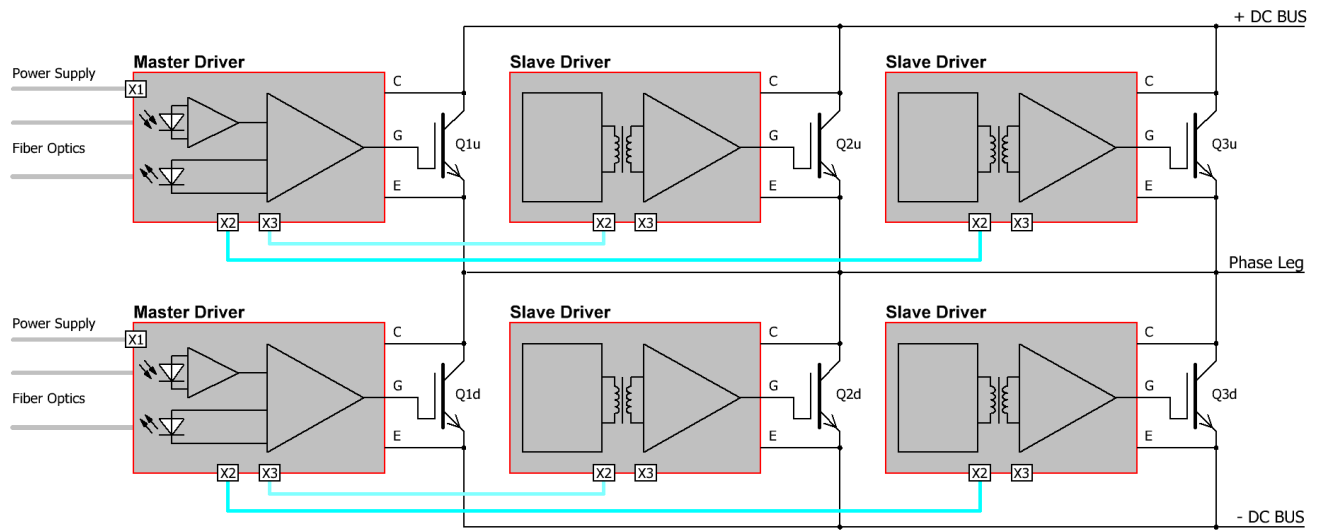 + DC BUS
Master Driver
Slave Driver
Slave Driver
Power Supply
X1
C
C
C
Fiber Optics
G
Q1u
G
Q2u
G
Q3u
E
E
E
X2
X3
X2
X3
X2
X3
Phase Leg
Master Driver
Slave Driver
Slave Driver
Power Supply
X1
C
C
C
Fiber Optics
G
Q1d
G
Q2d
G
Q3d
E
E
E
X2
X3
X2
X3
X2
X3
- DC BUS